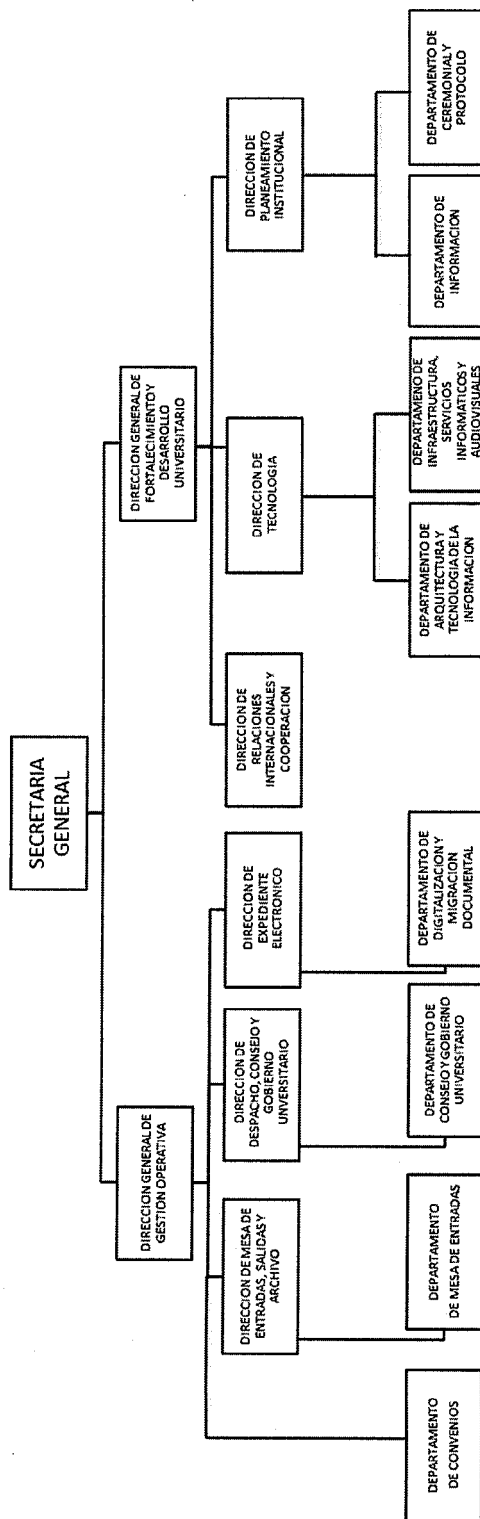 SECRETARIA
GENERAL
DIRECCION GENERAL DE
GESTION OPERATIVA
DIRECCION GENERAL DE
FORTALECIMIENTO Y
DESARROLLO
UNIVERSITARIO
DIRECCION DE MESA DE
ENTRADAS, SALIDAS Y
ARCHIVO
DIRECCION DE
DESPACHO, CONSEJO Y
GOBIERNO
UNVERSITARIO
DIRECCION DE
EXPEDIENTE
ELECTRONICO
DIRECCION DE
RELACIONES
INTERNACIONALES Y
COOPERACION
DIRECCION DE
TECNOLOGIA
DIRECCION DE
PLANEAMIENTO
INSTITUCIONAL
DEPARTAMENTO
DE CONVENIOS
DEPARTAMENTO
DE MESA DE ENTRADAS
DEPARTAMENTO DE
CONSEJO Y GOBIERNO
UNIVERSITARIO
DEPARTAMENTO DE
DIGITALIZACION Y
MIGRACION
DOCUMENTAL
DEPARTAMENTO DE
ARQUITECTURA Y
TECNOLOGIA DE LA
INFORMACION
DEPARTAMENO DE
INFRAESTRUCTURA,
SERVICIOS
INFORMATICOS Y
AUDIOVISUALES
DEPARTAMENTO DE
INFORMACION
DEPARTAMENTO DE
CEREMONIAL Y
PROTOCOLO